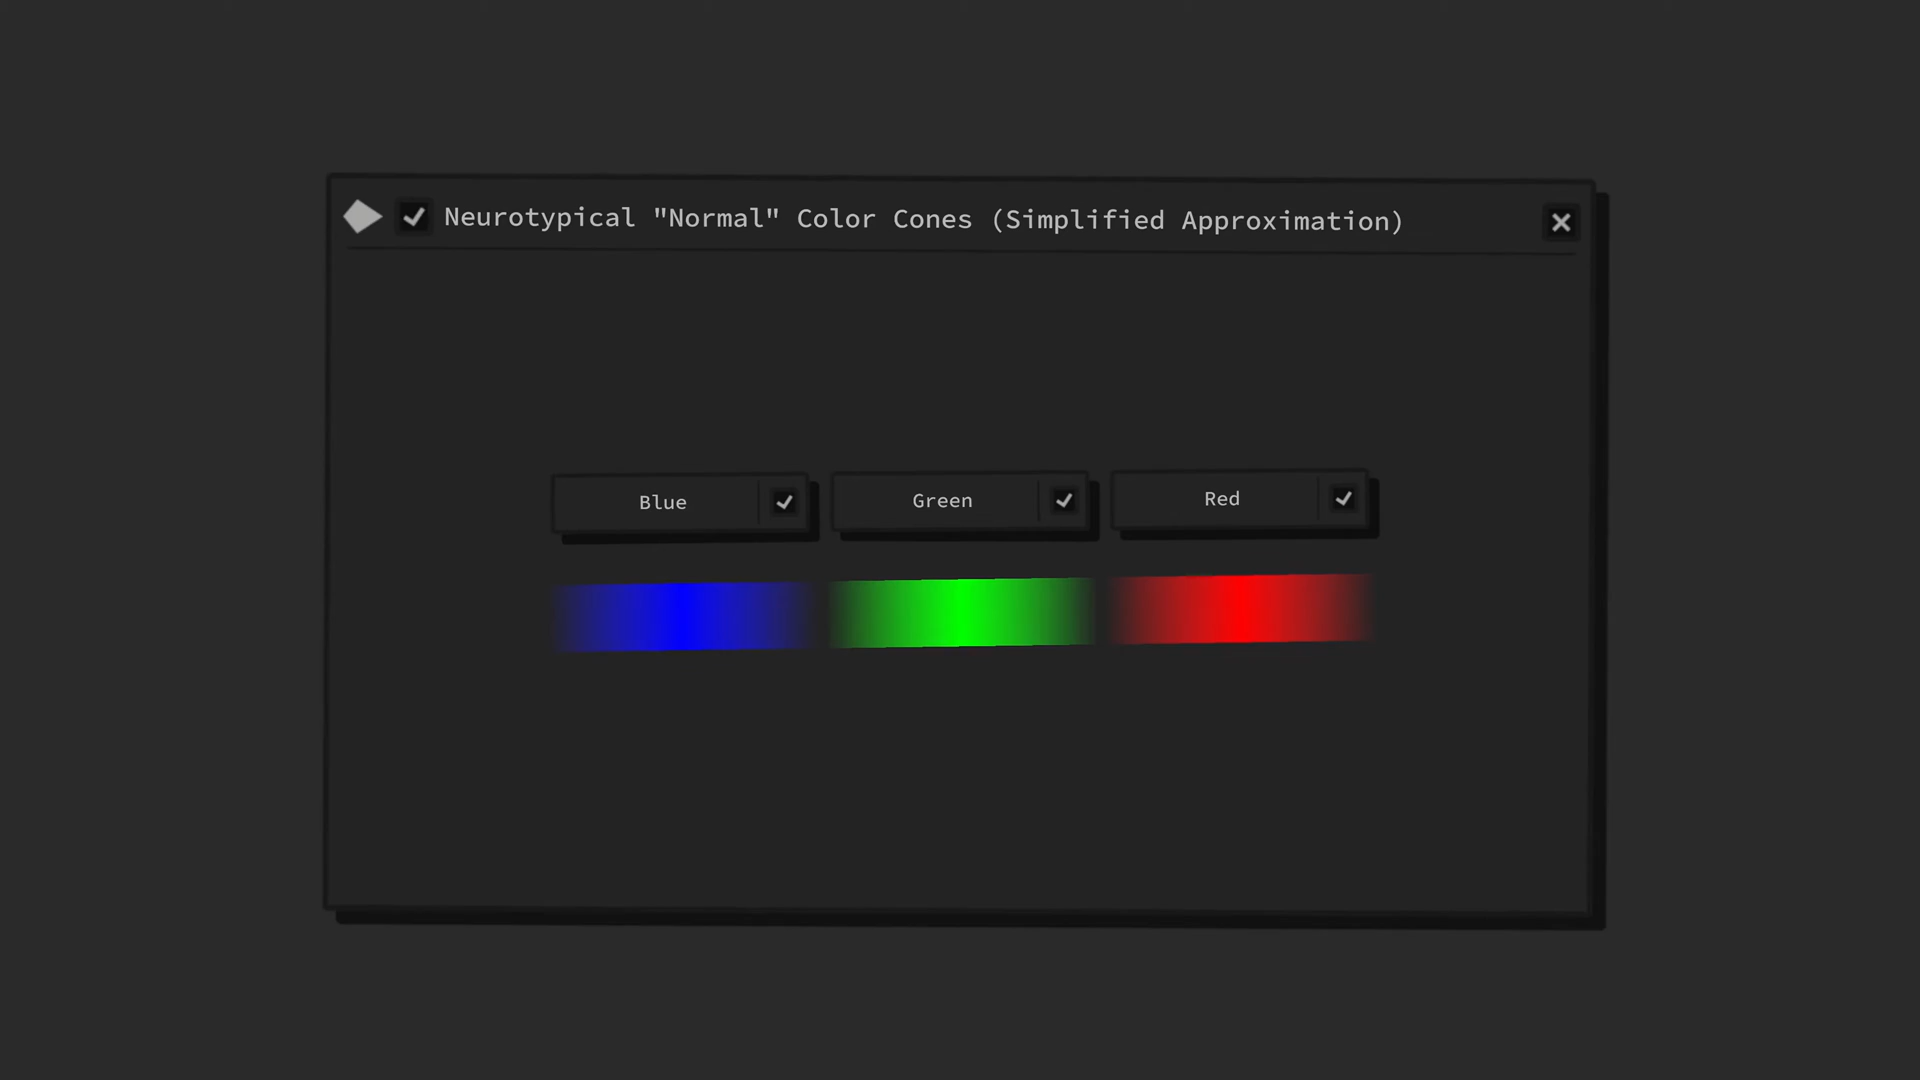 Neurotypical "Normal" Color Cones (Simplified Approximation)
Blue
Green
Red